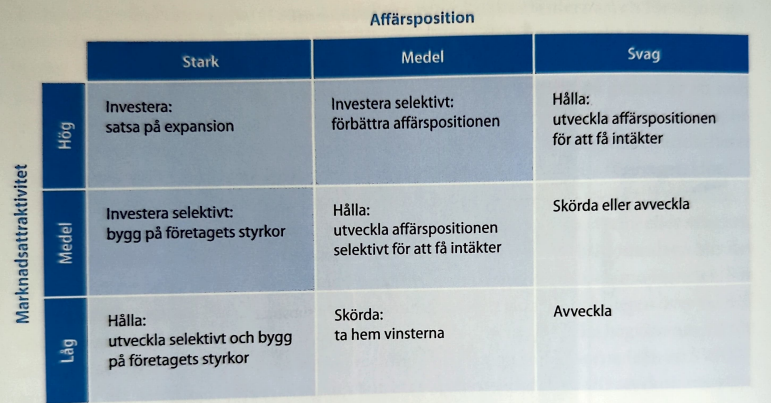 Affärsposition
Stark
Medel
Svag
Marknadsattraktivitet
Hög
Investera:
satsa på expansion
Investera selektivt:
förbättra affärspositionen
Hålla:
utveckla affärspositionen
för att få intäkter
Medel
Investera selektivt:
bygg på företagets styrkor
Hålla:
utveckla affärspositionen
selektivt för att få intäkter
Skörda eller avveckla
Låg
Hålla:
utveckla selektivt och bygg
på företagets styrkor
Skörda:
ta hem vinsterna
Avveckla